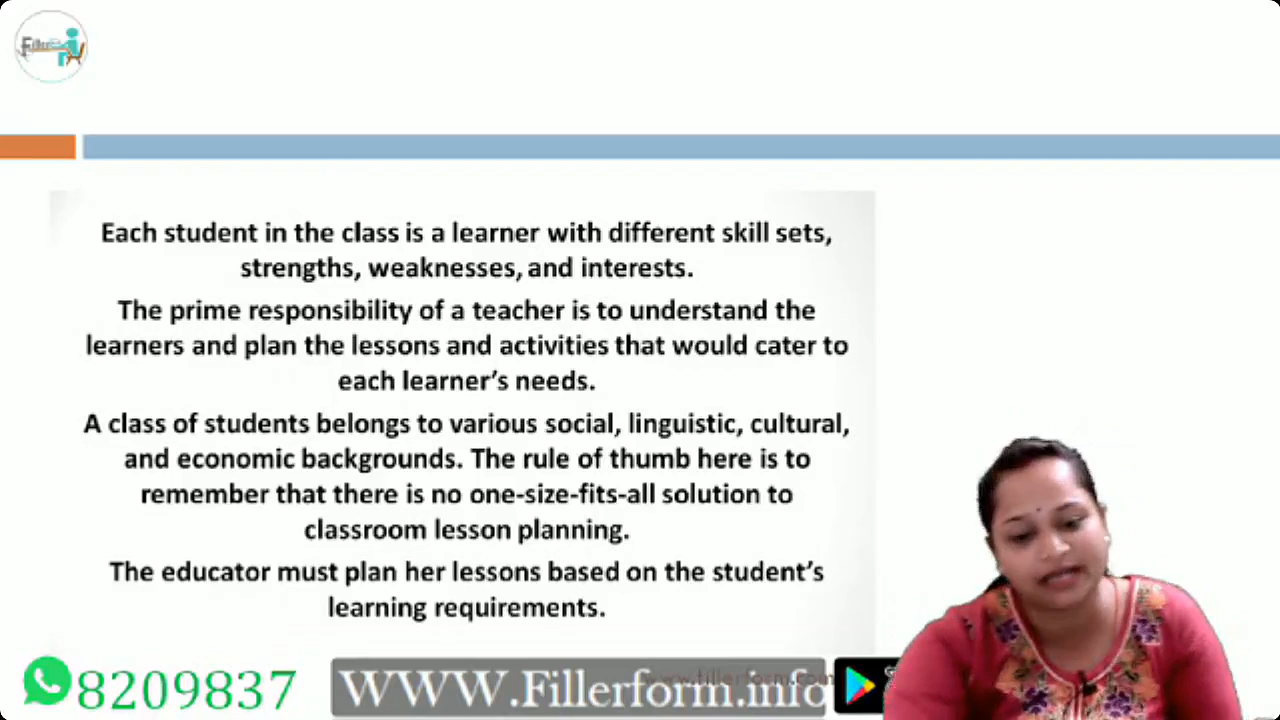 Fillerform
Each student in the class is a learner with different skill sets,
strengths, weaknesses, and interests.
The prime responsibility of a teacher is to understand the
learners and plan the lessons and activities that would cater to
each learner's needs.
A class of students belongs to various social, linguistic, cultural,
and economic backgrounds. The rule of thumb here is to
remember that there is no one-size-fits-all solution to
classroom lesson planning.
The educator must plan her lessons based on the student's
learning requirements.
www.fillerform.com
8209837
WWW.Fillerform.info